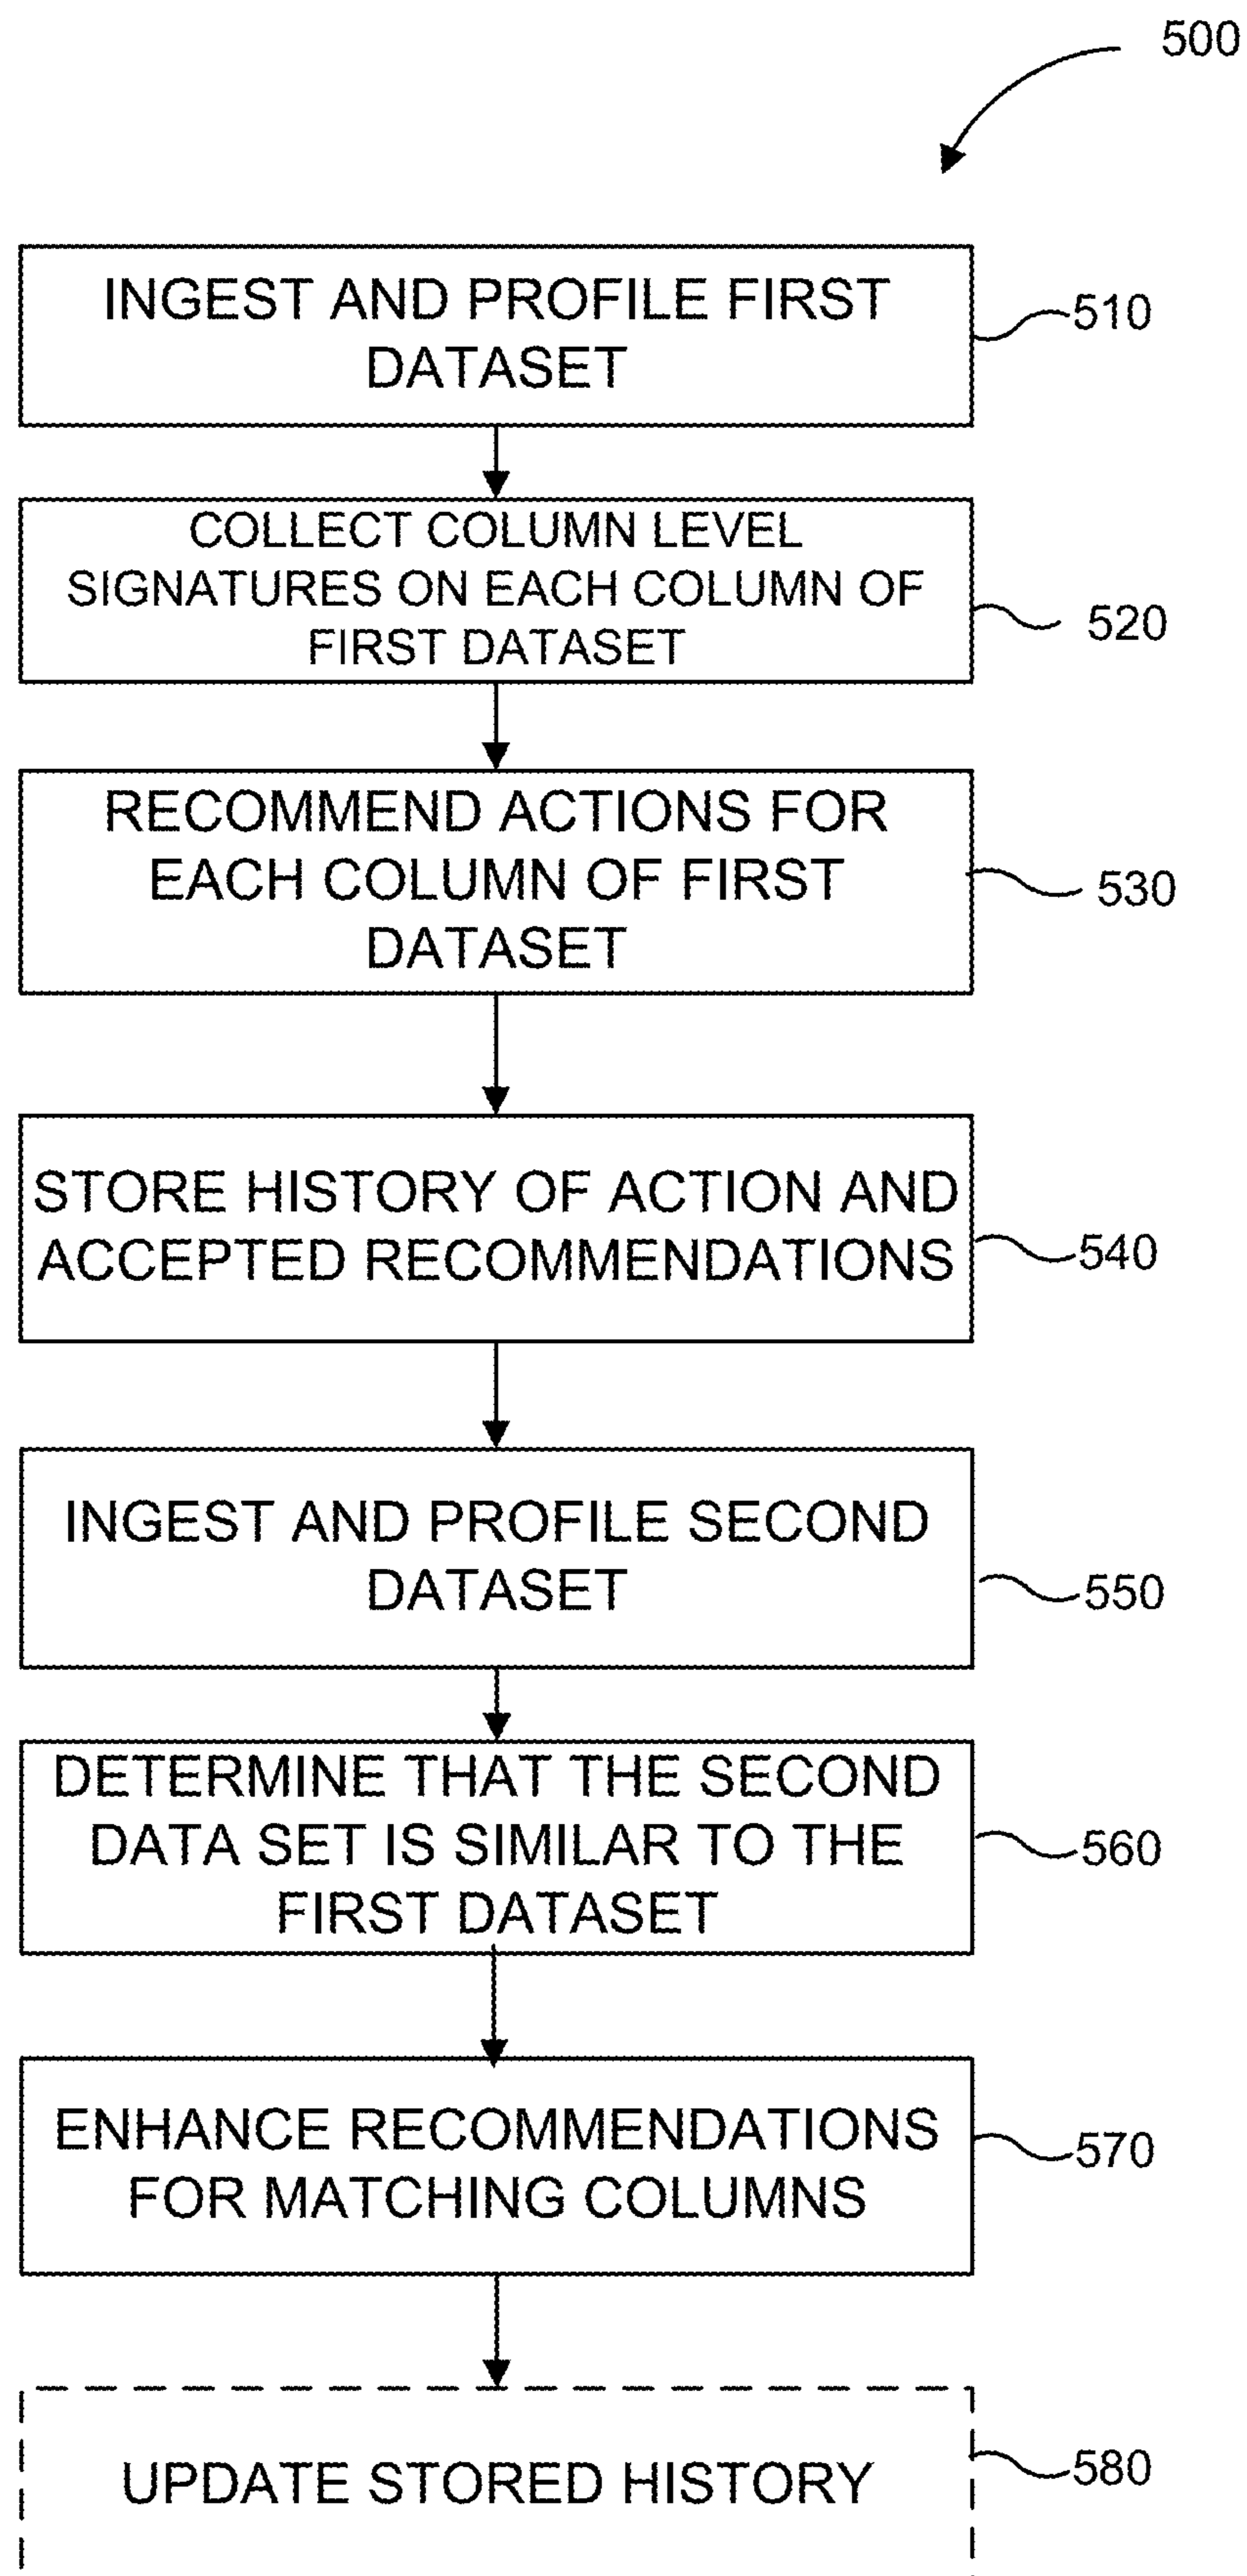 500
INGEST AND PROFILE FIRST
DATASET
510
COLLECT COLUMN LEVEL
SIGNATURES ON EACH COLUMN OF
FIRST DATASET
520
RECOMMEND ACTIONS FOR
EACH COLUMN OF FIRST
DATASET
530
STORE HISTORY OF ACTION AND
ACCEPTED RECOMMENDATIONS
540
INGEST AND PROFILE SECOND
DATASET
550
DETERMINE THAT THE SECOND
DATA SET IS SIMILAR TO THE
FIRST DATASET
560
ENHANCE RECOMMENDATIONS
FOR MATCHING COLUMNS
570
UPDATE STORED HISTORY
580